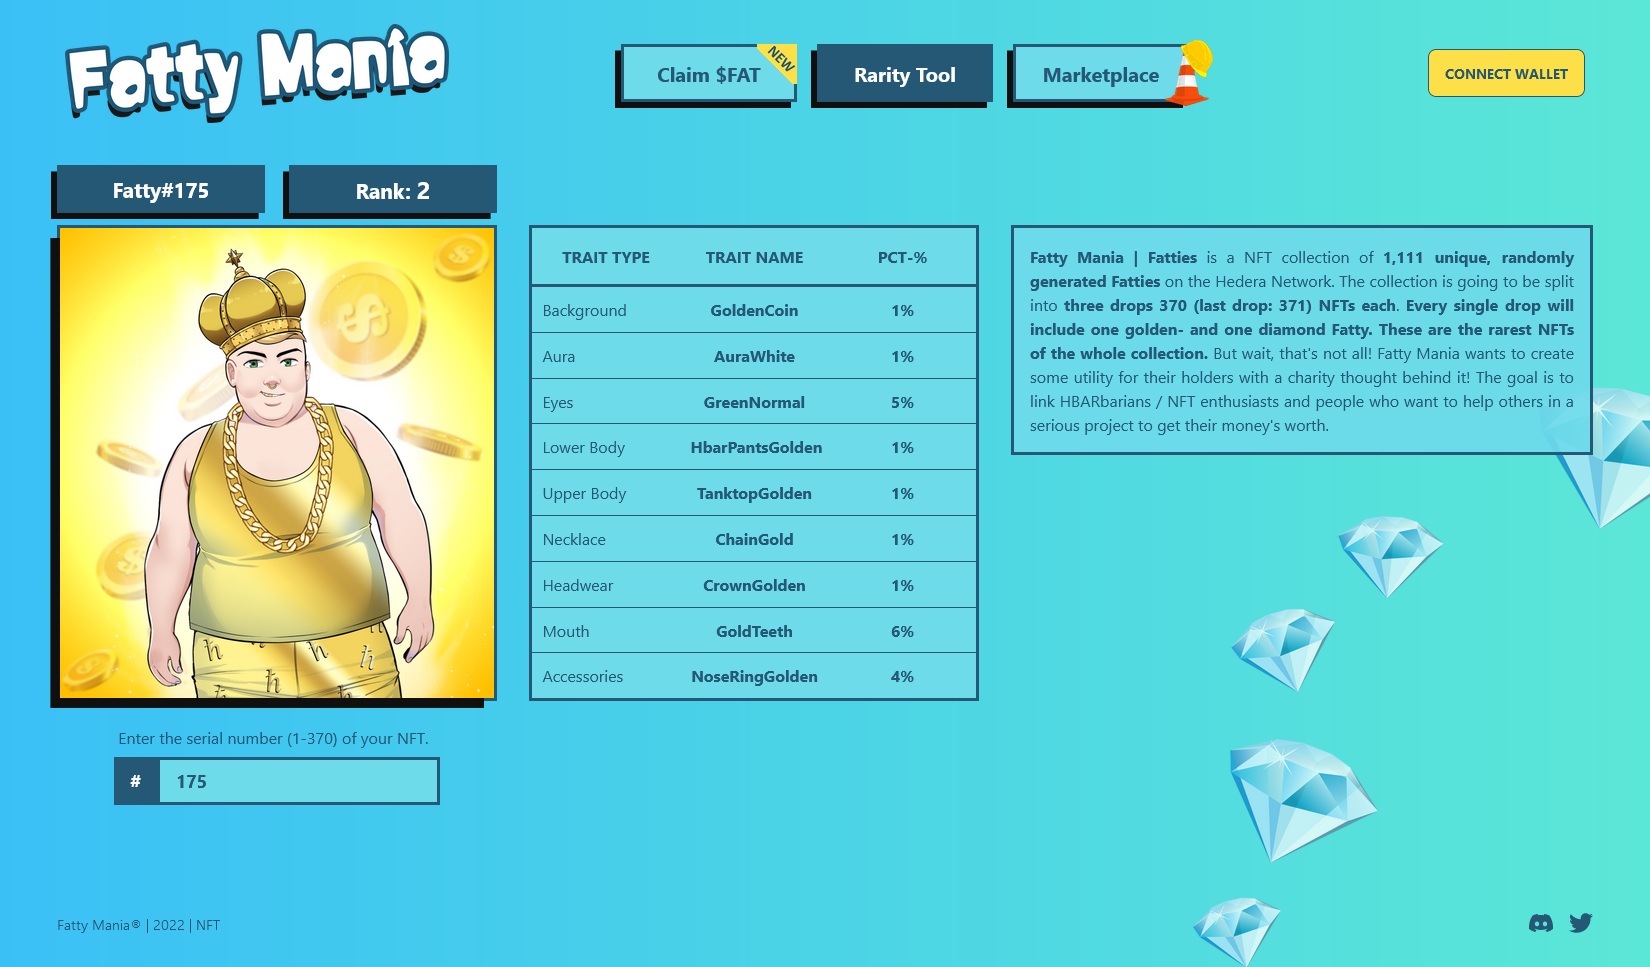 Fatty Mania
Claim $FAT
NEW
Rarity Tool
Marketplace
CONNECT WALLET
Fatty#175
Rank: 2
TRAIT TYPE TRAIT NAME PCT-%
Background GoldenCoin 1%
Aura AuraWhite 1%
Eyes GreenNormal 5%
Lower Body HbarPantsGolden 1%
Upper Body TanktopGolden 1%
Necklace ChainGold 1%
Headwear CrownGolden 1%
Mouth GoldTeeth 6%
Accessories NoseRingGolden 4%
Fatty Mania | Fatties is a NFT collection of 1,111 unique, randomly
generated Fatties on the Hedera Network. The collection is going to be split
into three drops 370 (last drop: 371) NFTs each. Every single drop will
include one golden- and one diamond Fatty. These are the rarest NFTs
of the whole collection. But wait, that's not all! Fatty Mania wants to create
some utility for their holders with a charity thought behind it! The goal is to
link HBARbarians / NFT enthusiasts and people who want to help others in a
serious project to get their money's worth.
Enter the serial number (1-370) of your NFT.
# 175
Fatty Mania® | 2022 | NFT